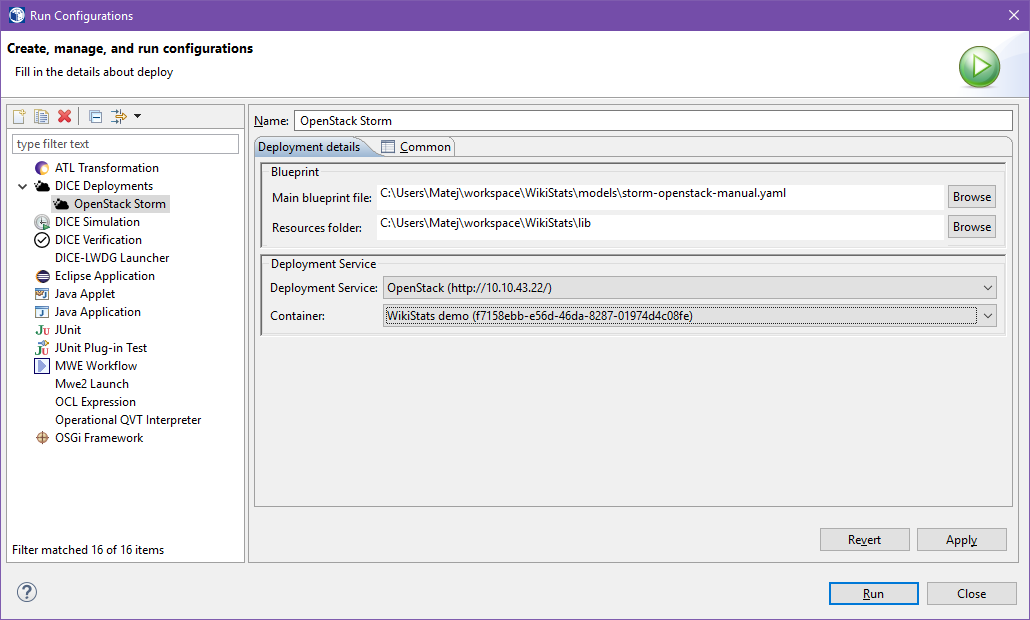 Run Configurations
Create, manage, and run configurations
Fill in the details about deploy
type filter text
ATL Transformation
DICE Deployments
OpenStack Storm
DICE Simulation
DICE Verification
DICE-LWDG Launcher
Eclipse Application
Java Applet
Java Application
JU JUnit
JU JUnit Plug-in Test
MWE Workflow
Mwe2 Launch
OCL Expression
Operational QVT Interpreter
OSGi Framework
Filter matched 16 of 16 items
Name: OpenStack Storm
Deployment details Common
Blueprint
Main blueprint file: C:\Users\Matej\workspace\WikiStats\models\storm-openstack-manual.yaml Browse
Resources folder: C:\Users\Matej\workspace\WikiStats\lib Browse
Deployment Service
Deployment Service: OpenStack (http://10.10.43.22/)
Container: WikiStats demo (f7158ebb-e56d-46da-8287-01974d4c08fe)
Revert Apply
? Run Close